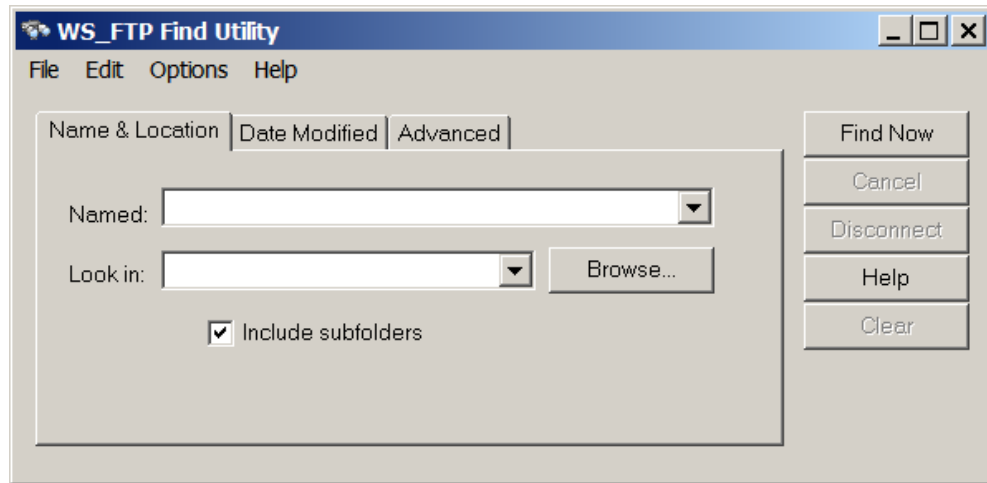 WS_FTP Find Utility
File Edit Options Help
Name & Location Date Modified Advanced
Find Now
Cancel
Named:
Disconnect
Look in: Browse...
Help
Include subfolders
Clear